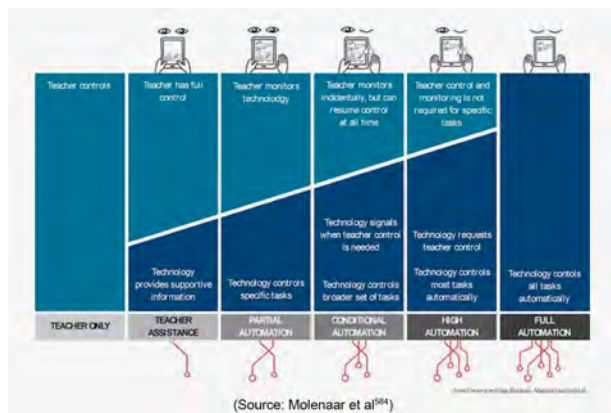 Teacher controls
Teacher has full
control
Teacher monitors
technolodgy
Teacher monitors
incidentally, but can
resume control
at all time
Teacher control and
monitoring is not
required for specific
tasks
Technology
provides supportive
information
Technology controls
specific tasks
Technology signals
when teacher control
is needed
Technology controls
broader set of tasks
Technology requests
teacher control
Technology controls
most tasks
automatically
Technology contols
all tasks
automatically
TEACHER ONLY
TEACHER
ASSISTANCE
PARTIAL
AUTOMATION
CONDITIONAL
AUTOMATION
HIGH
AUTOMATION
FULL
AUTOMATION
(Source: Molenaar et al584)